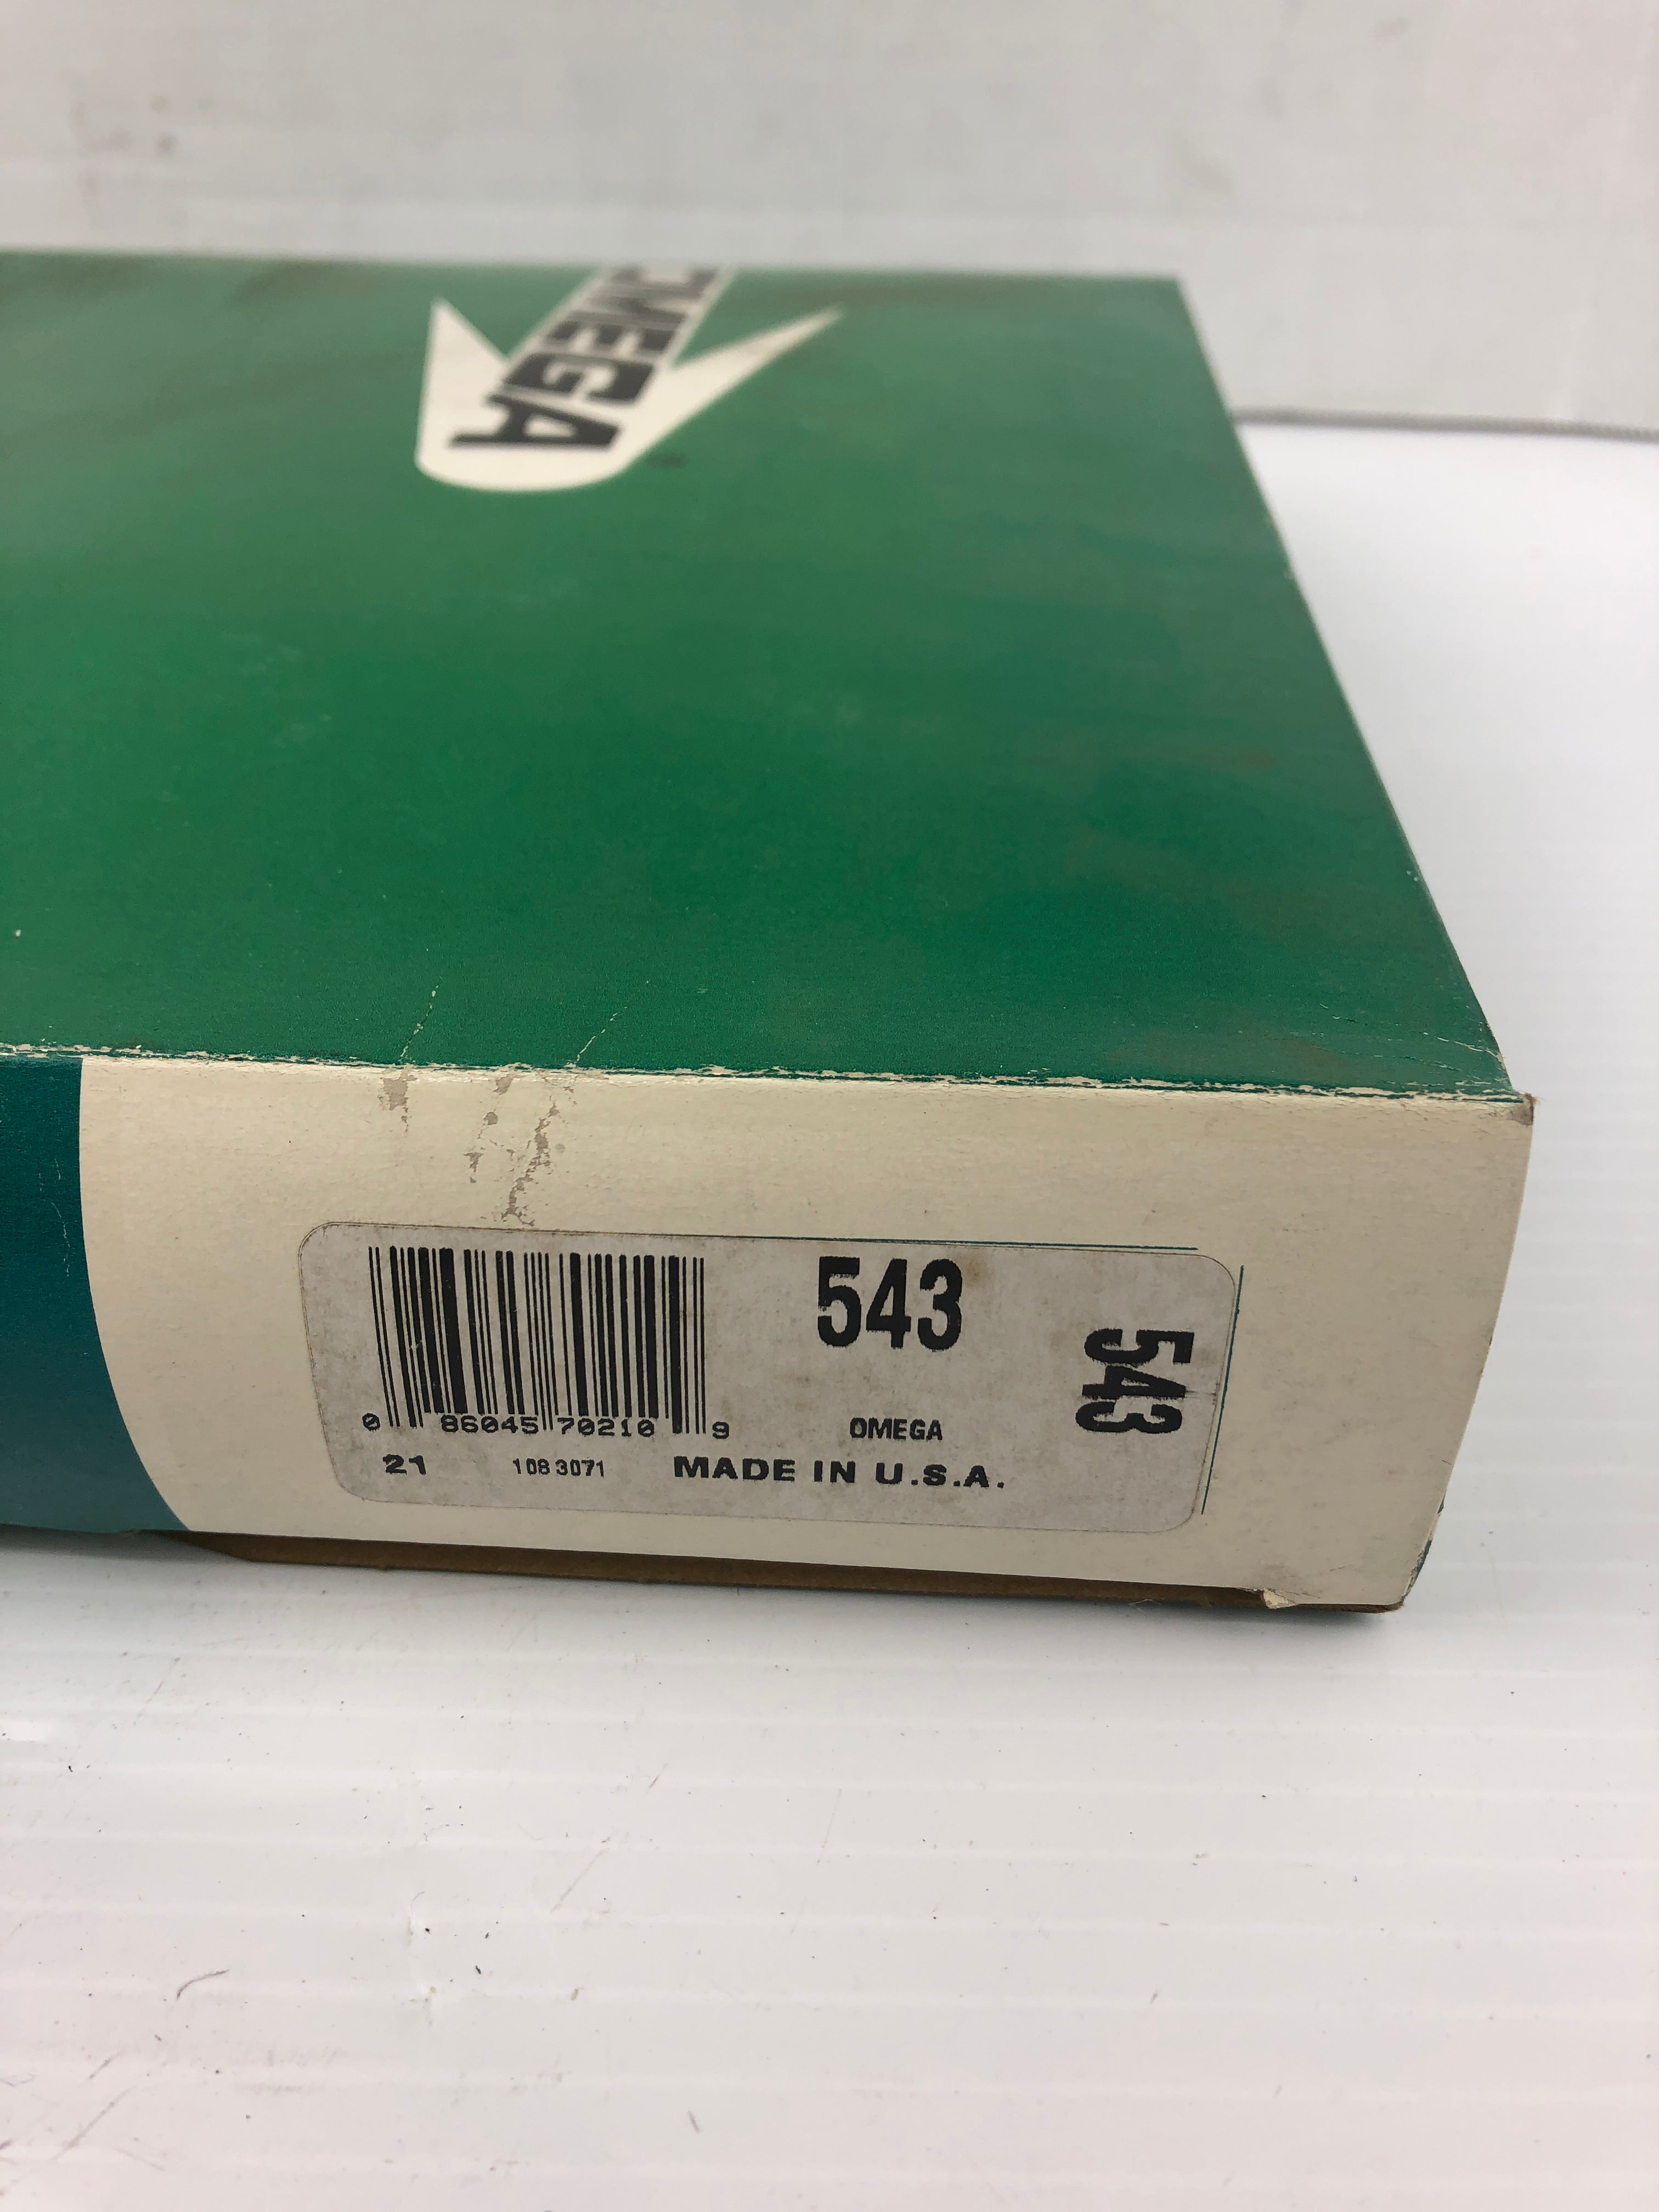 OMEGA
543
543
0 86045 70210 9
OMEGA
21 108 3071 MADE IN U.S.A.